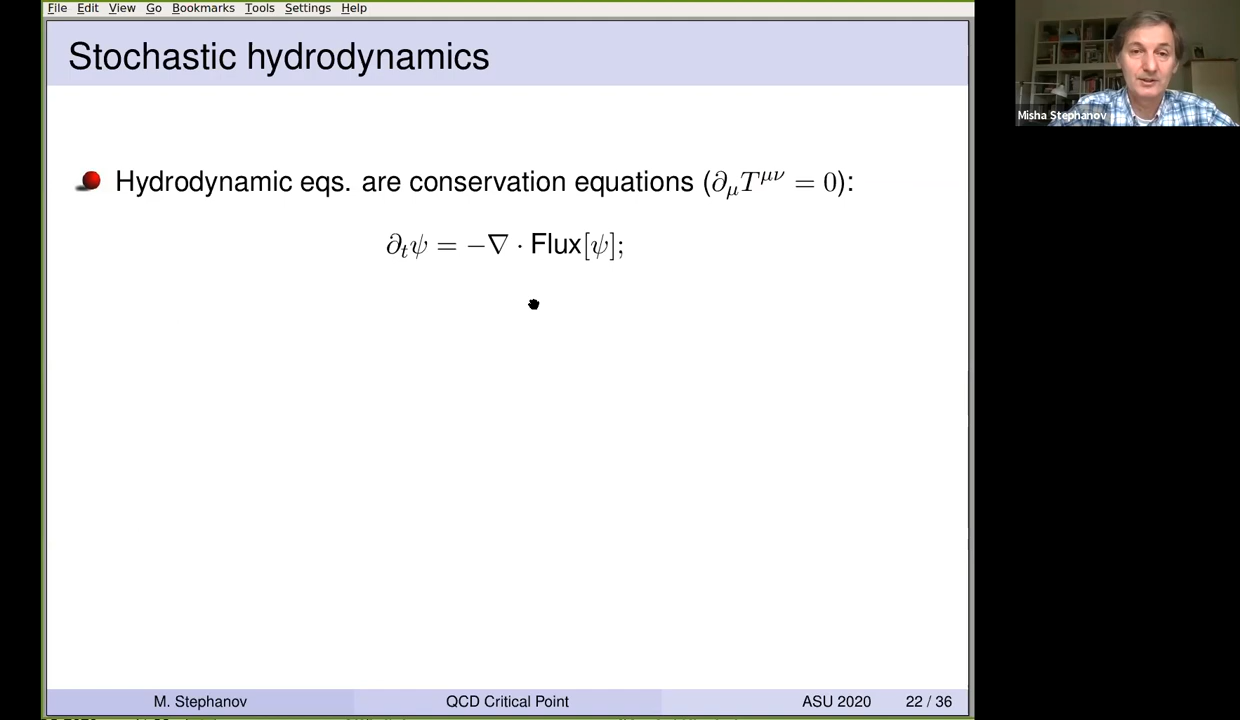 File Edit View Go Bookmarks Tools Settings Help
Stochastic hydrodynamics
Hydrodynamic eqs. are conservation equations (∂_μT^{μν} = 0):
∂_tψ = −∇ · Flux[ψ];
Misha Stephanov
M. Stephanov QCD Critical Point ASU 2020 22 / 36